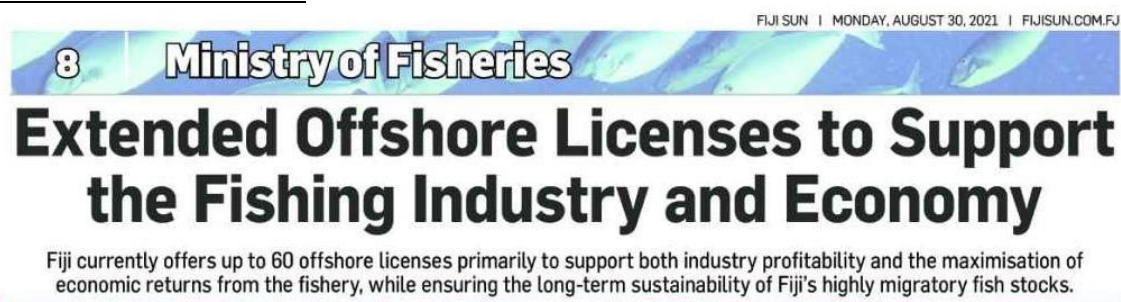 FIJI SUN | MONDAY, AUGUST 30, 2021 | FIJISUN.COM.FJ
8 Ministry of Fisheries
Extended Offshore Licenses to Support
the Fishing Industry and Economy
Fiji currently offers up to 60 offshore licenses primarily to support both industry profitability and the maximisation of
economic returns from the fishery, while ensuring the long-term sustainability of Fiji's highly migratory fish stocks.